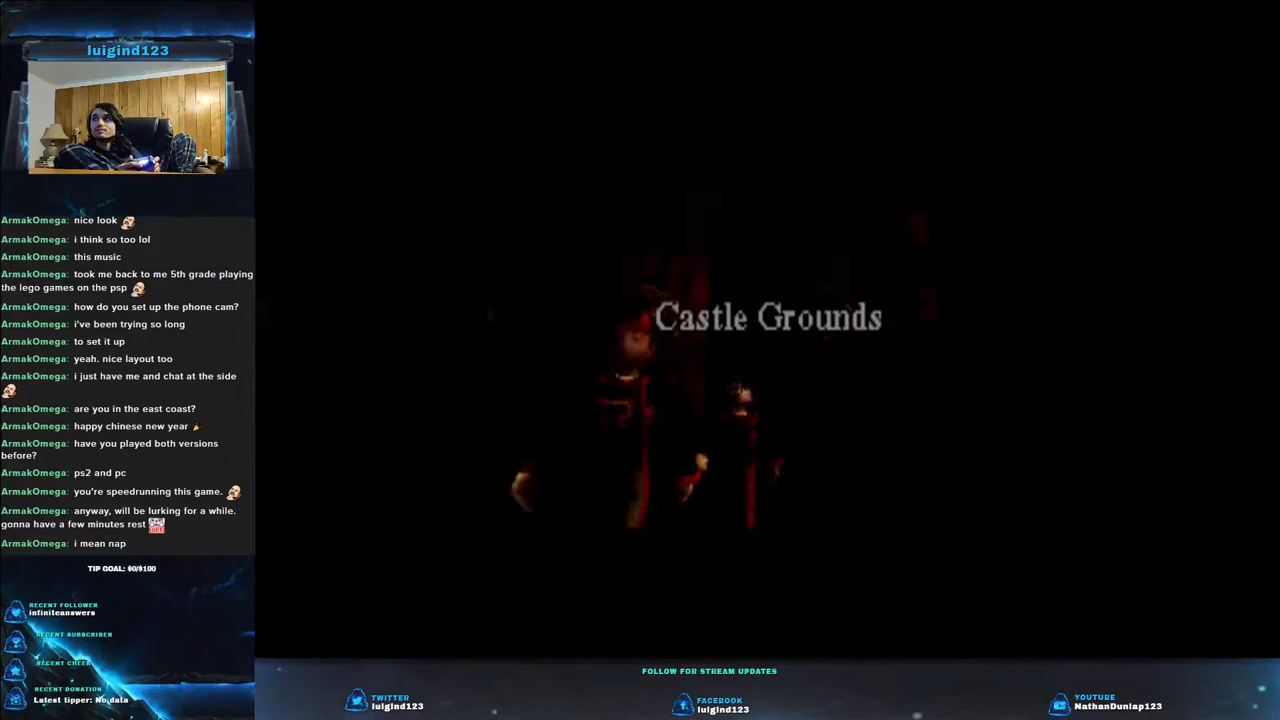 luigind123
ArmakOmega: nice look
ArmakOmega: i think so too lol
ArmakOmega: this music
ArmakOmega: took me back to me 5th grade playing
the lego games on the psp
ArmakOmega: how do you set up the phone cam?
ArmakOmega: i've been trying so long
ArmakOmega: to set it up
ArmakOmega: yeah. nice layout too
ArmakOmega: i just have me and chat at the side
ArmakOmega: are you in the east coast?
ArmakOmega: happy chinese new year
ArmakOmega: have you played both versions
before?
ArmakOmega: ps2 and pc
ArmakOmega: you're speedrunning this game.
ArmakOmega: anyway, will be lurking for a while.
gonna have a few minutes rest
ArmakOmega: i mean nap
TIP GOAL: $0/$100
RECENT FOLLOWER
infiniteanswers
RECENT SUBSCRIBER
RECENT CHEER
RECENT DONATION
Latest tipper: No data
Castle Grounds
FOLLOW FOR STREAM UPDATES
TWITTER
luigind123
FACEBOOK
luigind123
YOUTUBE
NathanDunlap123